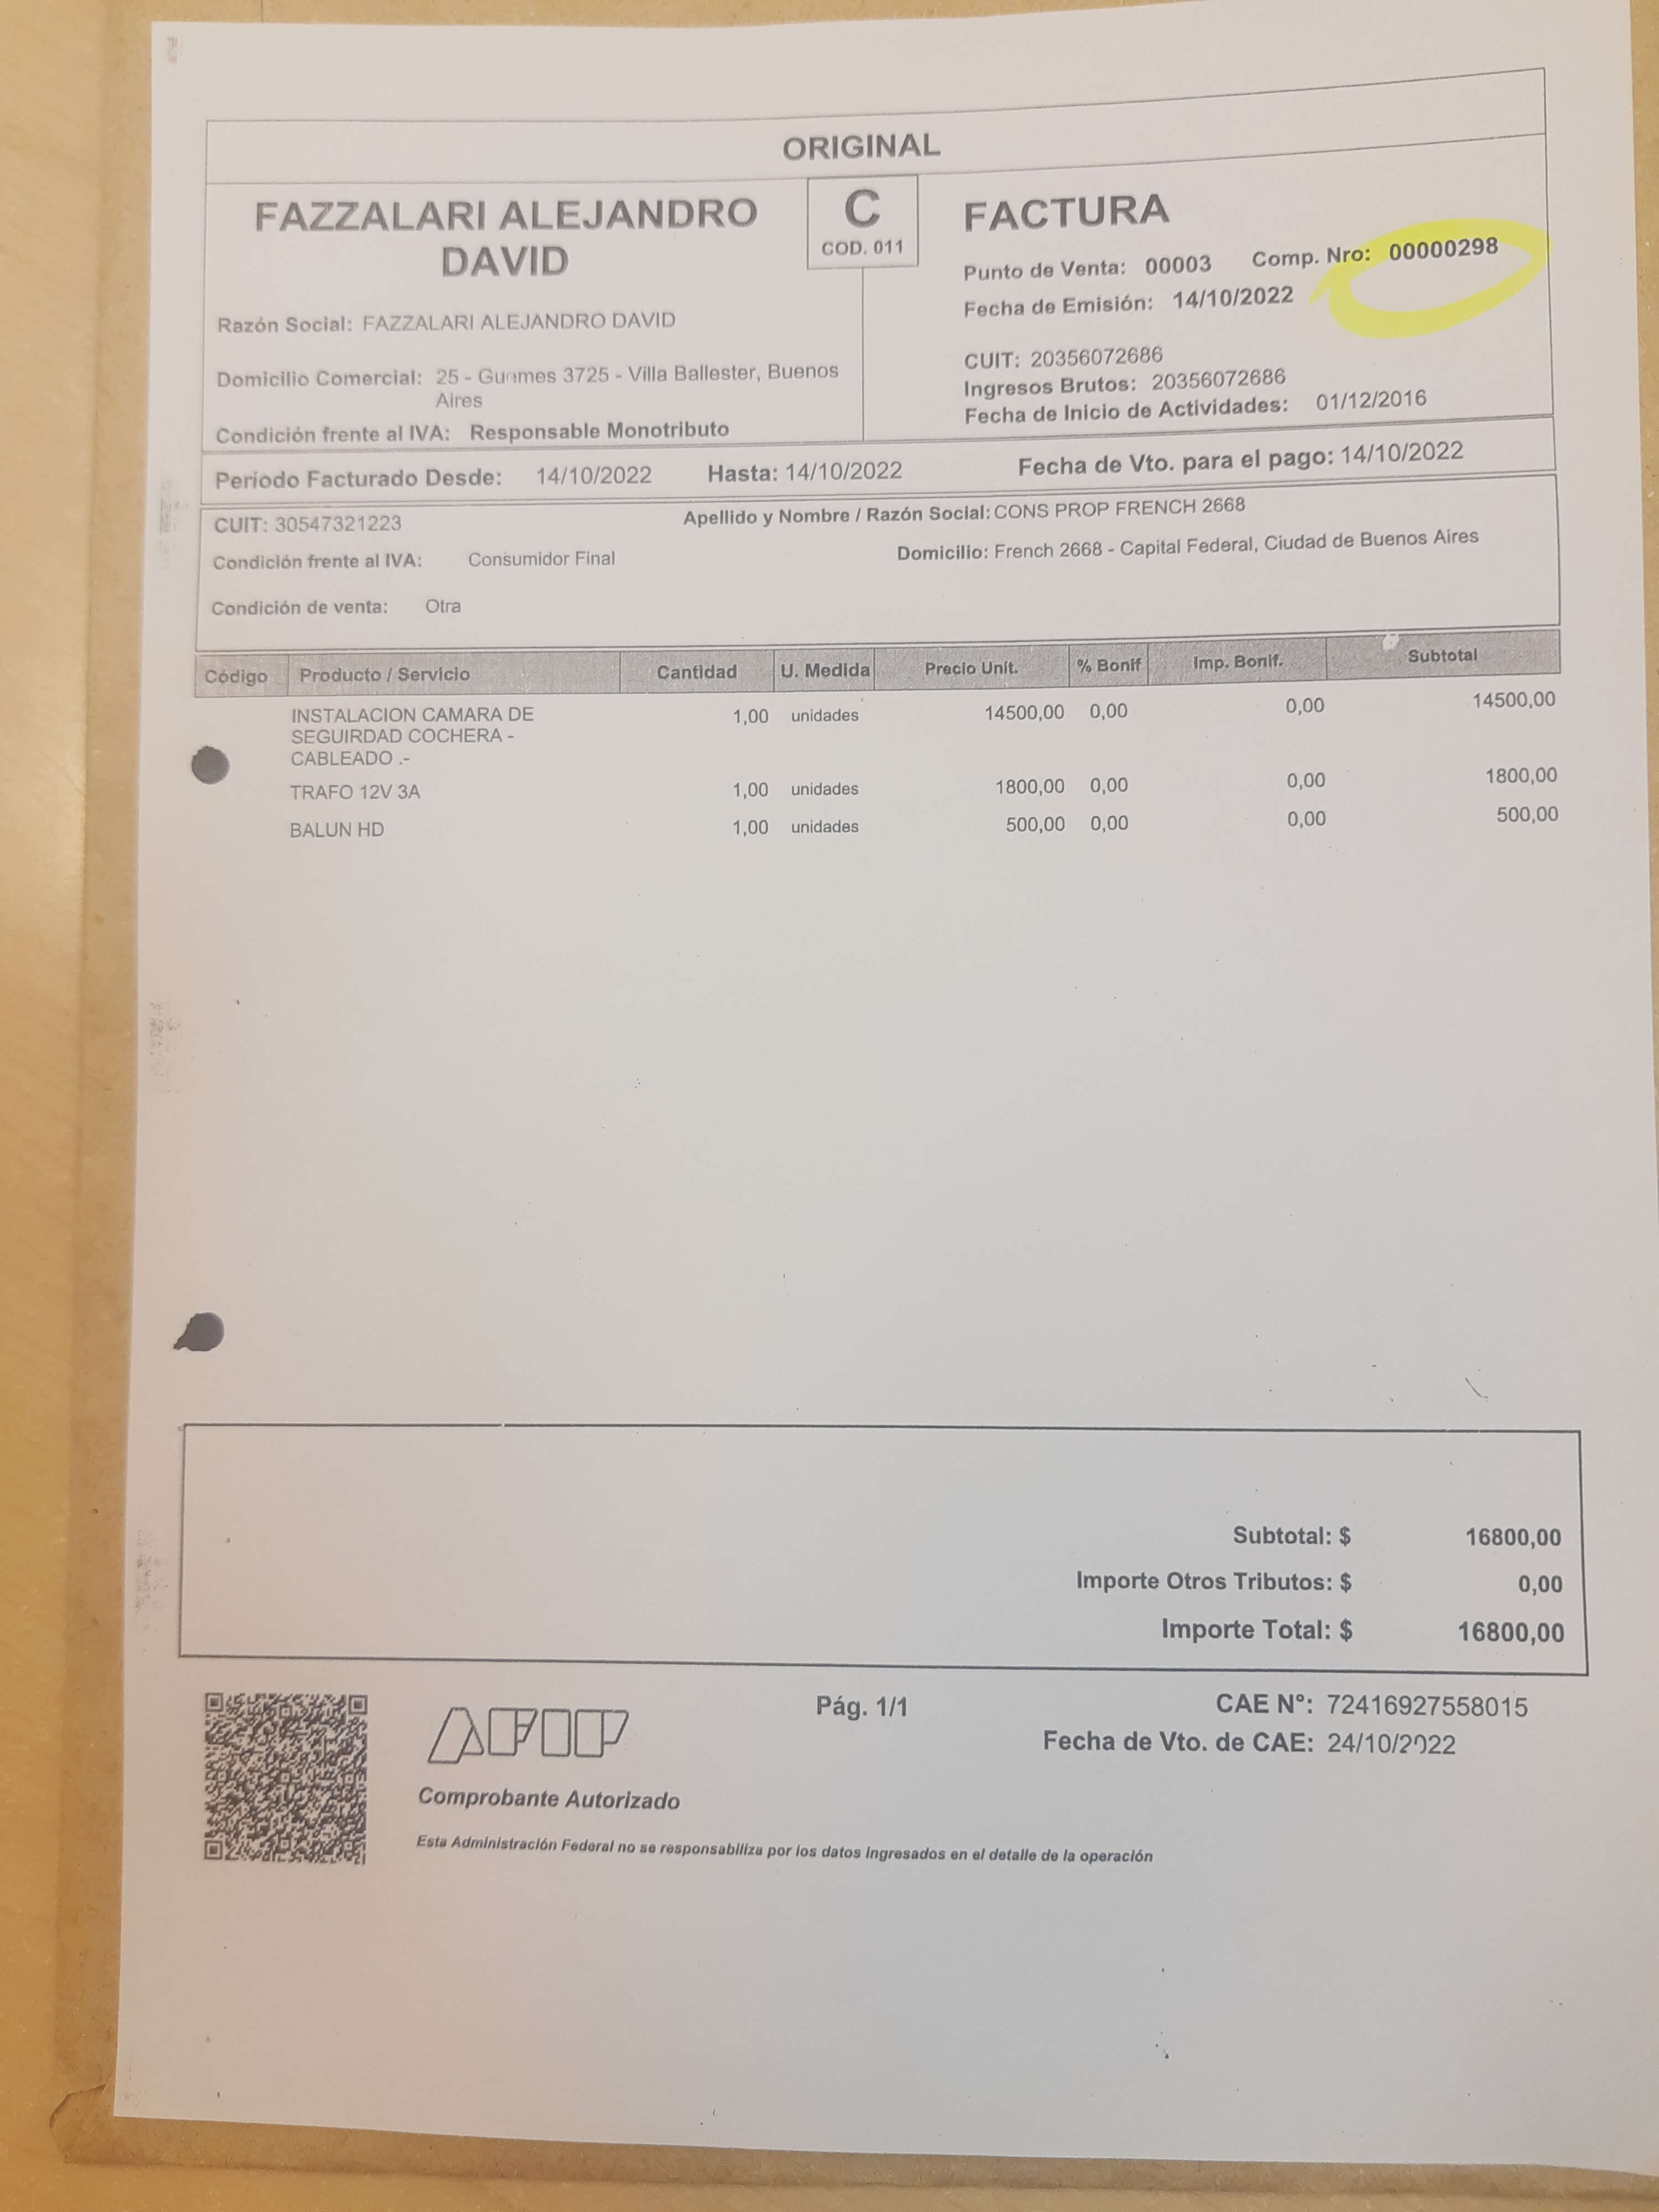 ORIGINAL
FAZZALARI ALEJANDRO
DAVID
C
COD. 011
FACTURA
Punto de Venta: 00003 Comp. Nro: 00000298
Fecha de Emisión: 14/10/2022
Razón Social: FAZZALARI ALEJANDRO DAVID
CUIT: 20356072686
Domicilio Comercial: 25 - Guemes 3725 - Villa Ballester, Buenos
Aires
Ingresos Brutos: 20356072686
Fecha de Inicio de Actividades: 01/12/2016
Condición frente al IVA: Responsable Monotributo
Período Facturado Desde: 14/10/2022 Hasta: 14/10/2022 Fecha de Vto. para el pago: 14/10/2022
CUIT: 30547321223 Apellido y Nombre / Razón Social: CONS PROP FRENCH 2668
Condición frente al IVA: Consumidor Final Domicilio: French 2668 - Capital Federal, Ciudad de Buenos Aires
Condición de venta: Otra
Código Producto / Servicio Cantidad U. Medida Precio Unit. % Bonif Imp. Bonif. Subtotal
INSTALACION CAMARA DE 1,00 unidades 14500,00 0,00 0,00 14500,00
SEGUIRDAD COCHERA -
CABLEADO .-
TRAFO 12V 3A 1,00 unidades 1800,00 0,00 0,00 1800,00
BALUN HD 1,00 unidades 500,00 0,00 0,00 500,00
Subtotal: $ 16800,00
Importe Otros Tributos: $ 0,00
Importe Total: $ 16800,00
AFIP
Pág. 1/1
CAE N°: 72416927558015
Fecha de Vto. de CAE: 24/10/2022
Comprobante Autorizado
Esta Administración Federal no se responsabiliza por los datos ingresados en el detalle de la operación